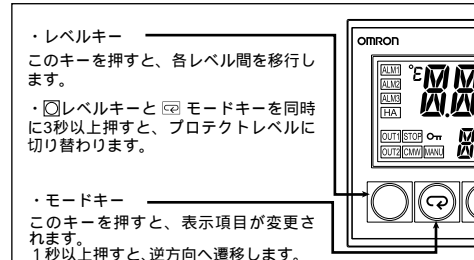 ・レベルキー
このキーを押すと、各レベル間を移行し
ます。
・レベルキーと モードキーを同時
に3秒以上押すと、プロテクトレベルに
切り替わります。
・モードキー
このキーを押すと、表示項目が変更さ
れます。
１秒以上押すと、逆方向へ遷移します。
OMRON
ALM1
ALM2
ALM3
HA
OUT1 STOP
OUT2 CMW MANU